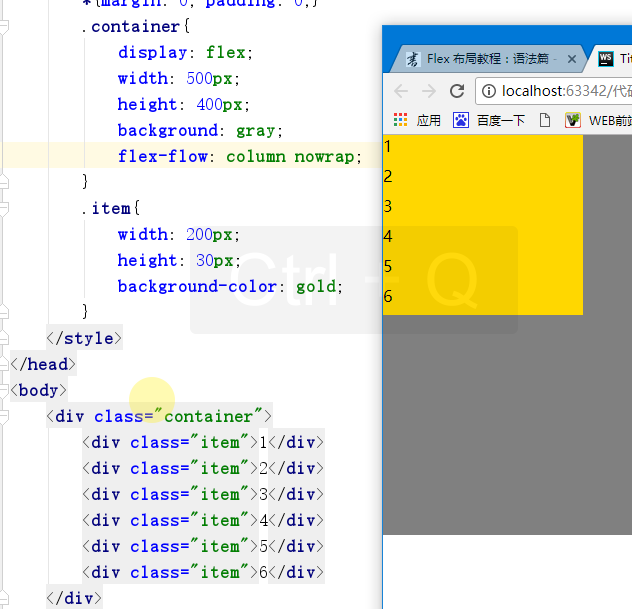 *{margin: 0; padding: 0;}
.container{
display: flex;
width: 500px;
height: 400px;
background: gray;
flex-flow: column nowrap;
}
.item{
width: 200px;
height: 30px;
background-color: gold;
}
</style>
</head>
<body>
<div class="container">
<div class="item">1</div>
<div class="item">2</div>
<div class="item">3</div>
<div class="item">4</div>
<div class="item">5</div>
<div class="item">6</div>
</div>
Ctrl + Q
Flex 布局教程：语法篇 -
WS
localhost:63342/代码
应用 百度一下 WEB前端
1
2
3
4
5
6